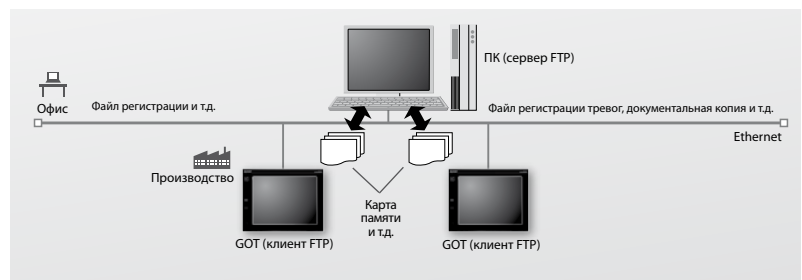 ПК (сервер FTP)
Офис
Файл регистрации и т.д.
Файл регистрации тревог, документальная копия и т.д.
Ethernet
Производство
Карта
памяти
и т.д.
GOT (клиент FTP)
GOT (клиент FTP)